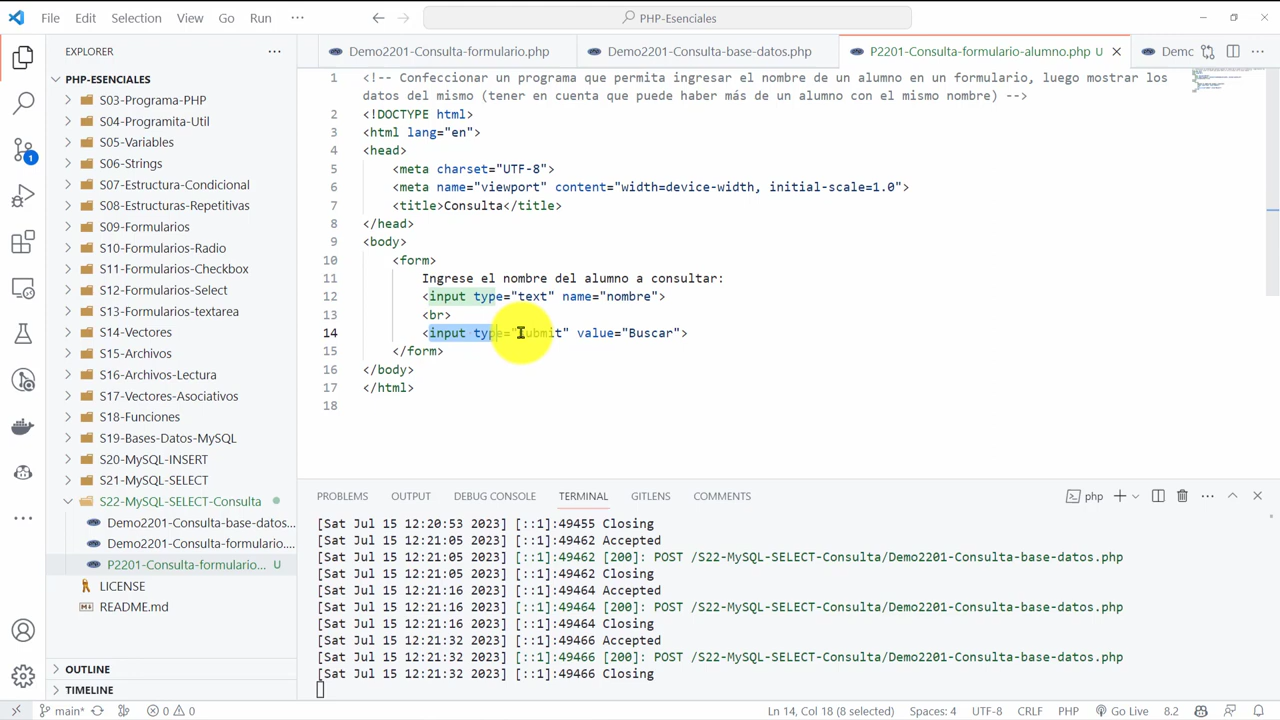 File Edit Selection View Go Run ··· PHP-Esenciales
EXPLORER ···
PHP-ESENCIALES
S03-Programa-PHP
S04-Programita-Util
S05-Variables
S06-Strings
S07-Estructura-Condicional
S08-Estructuras-Repetitivas
S09-Formularios
S10-Formularios-Radio
S11-Formularios-Checkbox
S12-Formularios-Select
S13-Formularios-textarea
S14-Vectores
S15-Archivos
S16-Archivos-Lectura
S17-Vectores-Asociativos
S18-Funciones
S19-Bases-Datos-MySQL
S20-MySQL-INSERT
S21-MySQL-SELECT
S22-MySQL-SELECT-Consulta
Demo2201-Consulta-base-datos...
Demo2201-Consulta-formulario....
P2201-Consulta-formulario... U
LICENSE
README.md
OUTLINE
TIMELINE
Demo2201-Consulta-formulario.php Demo2201-Consulta-base-datos.php P2201-Consulta-formulario-alumno.php U Demc
1 <!-- Confeccionar un programa que permita ingresar el nombre de un alumno en un formulario, luego mostrar los
datos del mismo (tener en cuenta que puede haber más de un alumno con el mismo nombre) -->
2 <!DOCTYPE html>
3 <html lang="en">
4 <head>
5 <meta charset="UTF-8">
6 <meta name="viewport" content="width=device-width, initial-scale=1.0">
7 <title>Consulta</title>
8 </head>
9 <body>
10 <form>
11 Ingrese el nombre del alumno a consultar:
12 <input type="text" name="nombre">
13 <br>
14 <input type="submit" value="Buscar">
15 </form>
16 </body>
17 </html>
18
PROBLEMS OUTPUT DEBUG CONSOLE TERMINAL GITLENS COMMENTS php
[Sat Jul 15 12:20:53 2023] [::1]:49455 Closing
[Sat Jul 15 12:21:05 2023] [::1]:49462 Accepted
[Sat Jul 15 12:21:05 2023] [::1]:49462 [200]: POST /S22-MySQL-SELECT-Consulta/Demo2201-Consulta-base-datos.php
[Sat Jul 15 12:21:05 2023] [::1]:49462 Closing
[Sat Jul 15 12:21:16 2023] [::1]:49464 Accepted
[Sat Jul 15 12:21:16 2023] [::1]:49464 [200]: POST /S22-MySQL-SELECT-Consulta/Demo2201-Consulta-base-datos.php
[Sat Jul 15 12:21:16 2023] [::1]:49464 Closing
[Sat Jul 15 12:21:32 2023] [::1]:49466 Accepted
[Sat Jul 15 12:21:32 2023] [::1]:49466 [200]: POST /S22-MySQL-SELECT-Consulta/Demo2201-Consulta-base-datos.php
[Sat Jul 15 12:21:32 2023] [::1]:49466 Closing
main* 0 0 Ln 14, Col 18 (8 selected) Spaces: 4 UTF-8 CRLF PHP Go Live 8.2